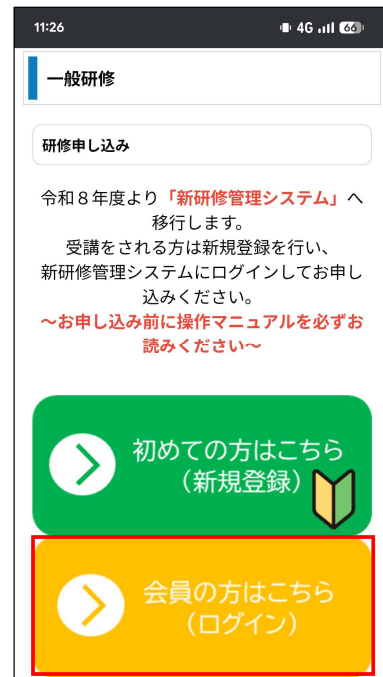 11:26
4G 66
一般研修
研修申し込み
令和８年度より「新研修管理システム」へ
移行します。
受講をされる方は新規登録を行い、
新研修管理システムにログインしてお申し
込みください。
～お申し込み前に操作マニュアルを必ずお
読みください～
初めての方はこちら
（新規登録）
会員の方はこちら
（ログイン）